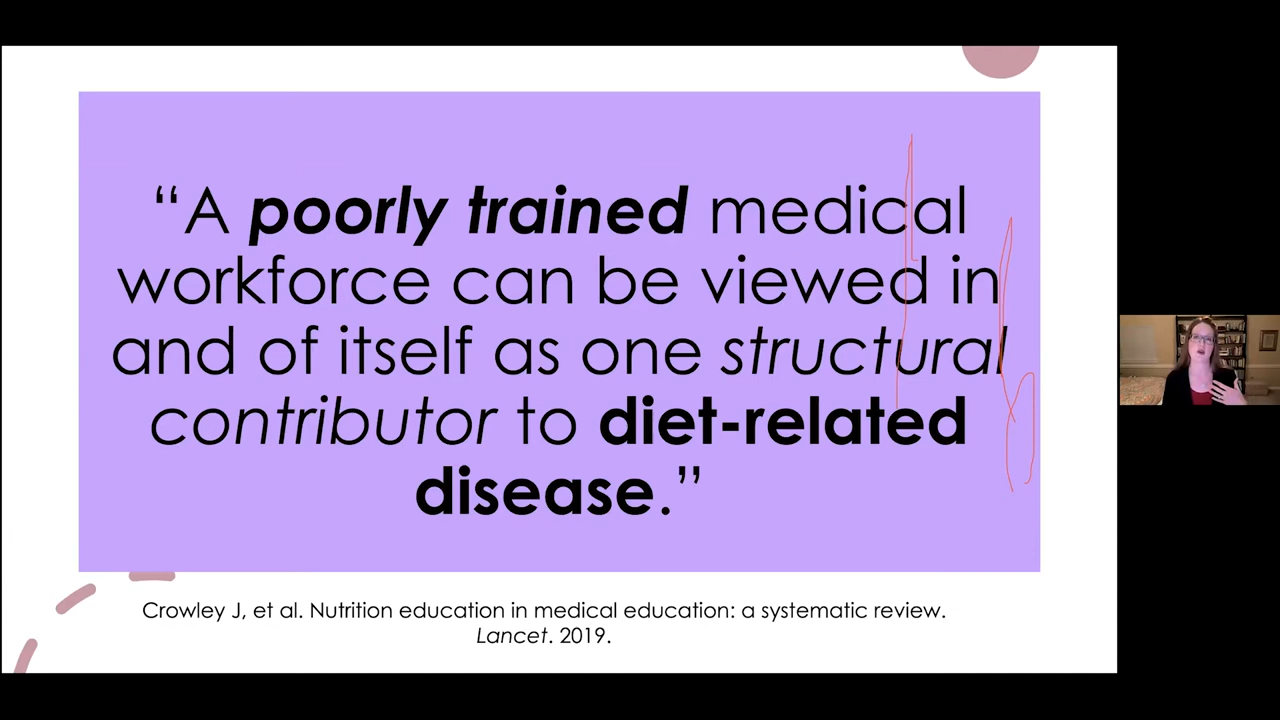 “A poorly trained medical
workforce can be viewed in
and of itself as one structural
contributor to diet-related
disease.”
Crowley J, et al. Nutrition education in medical education: a systematic review.
Lancet. 2019.